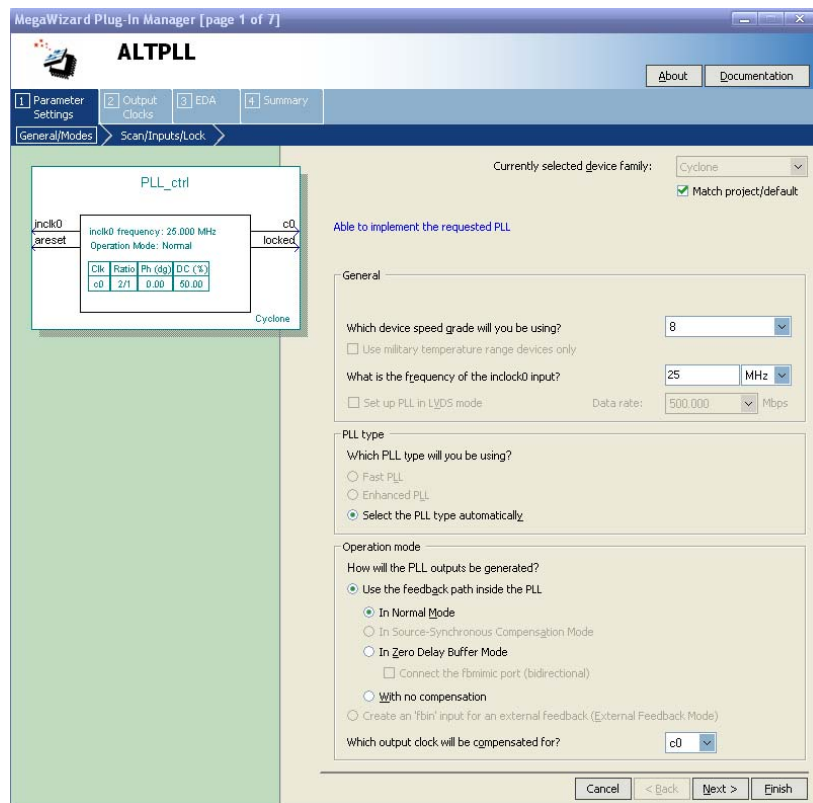 MegaWizard Plug-In Manager [page 1 of 7]
ALTPLL
About
Documentation
1 Parameter Settings
2 Output Clocks
3 EDA
4 Summary
General/Modes
Scan/Inputs/Lock
PLL_ctrl
inclk0
areset
inclk0 frequency: 25.000 MHz
Operation Mode: Normal
Clk Ratio Ph (dg) DC (%)
c0 2/1 0.00 50.00
c0
locked
Cyclone
Currently selected device family: Cyclone
Match project/default
Able to implement the requested PLL
General
Which device speed grade will you be using? 8
Use military temperature range devices only
What is the frequency of the inclock0 input? 25 MHz
Set up PLL in LVDS mode Data rate: 500.000 Mbps
PLL type
Which PLL type will you be using?
Fast PLL
Enhanced PLL
Select the PLL type automatically
Operation mode
How will the PLL outputs be generated?
Use the feedback path inside the PLL
In Normal Mode
In Source-Synchronous Compensation Mode
In Zero Delay Buffer Mode
Connect the fbmimic port (bidirectional)
With no compensation
Create an 'fbin' input for an external feedback (External Feedback Mode)
Which output clock will be compensated for? c0
Cancel < Back Next > Finish